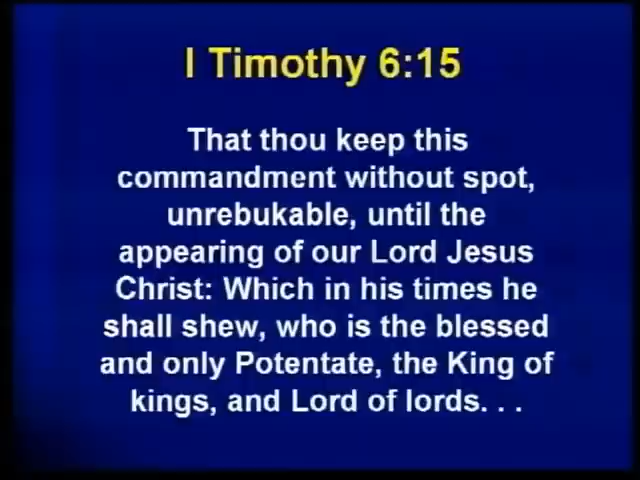 I Timothy 6:15
That thou keep this
commandment without spot,
unrebukable, until the
appearing of our Lord Jesus
Christ: Which in his times he
shall shew, who is the blessed
and only Potentate, the King of
kings, and Lord of lords. . .